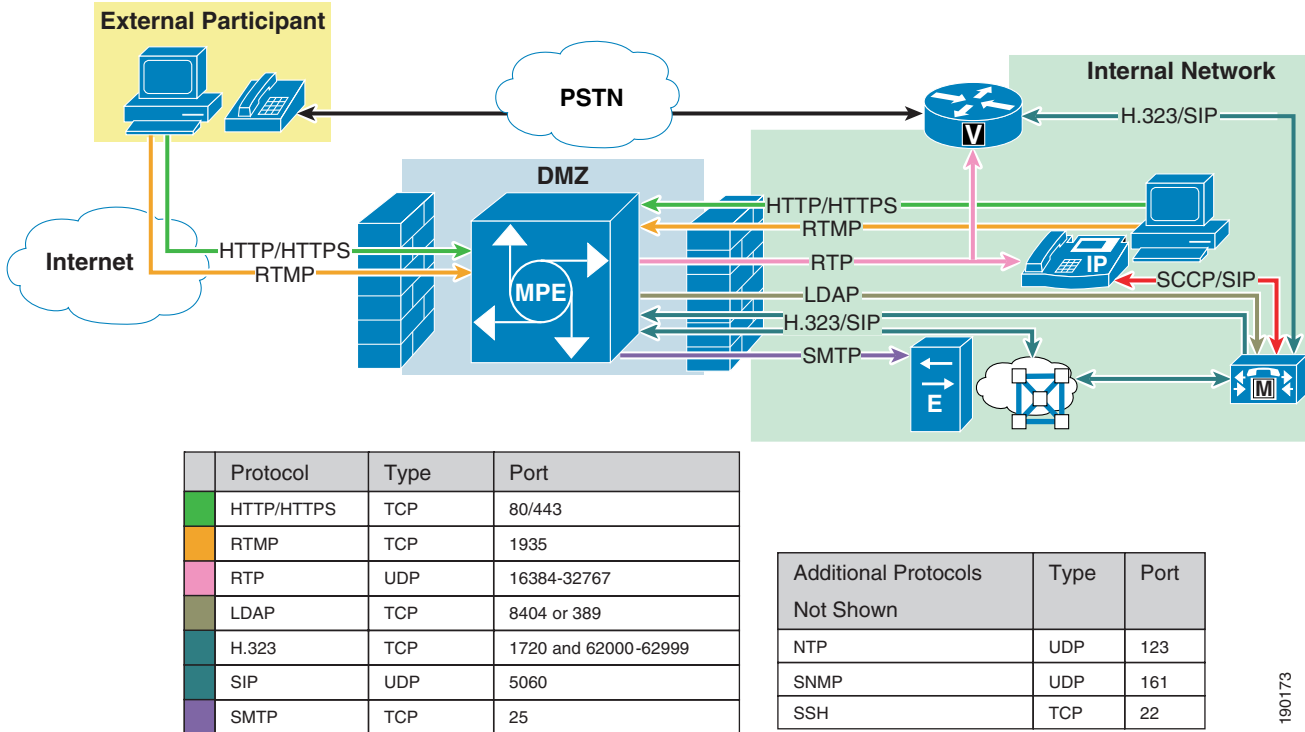 External Participant
PSTN
Internal Network
V
H.323/SIP
DMZ
Internet
HTTP/HTTPS
RTMP
MPE
HTTP/HTTPS
RTMP
RTP
IP
SCCP/SIP
LDAP
H.323/SIP
SMTP
E
M
Protocol Type Port
HTTP/HTTPS TCP 80/443
RTMP TCP 1935
RTP UDP 16384-32767
LDAP TCP 8404 or 389
H.323 TCP 1720 and 62000-62999
SIP UDP 5060
SMTP TCP 25
Additional Protocols Type Port
Not Shown
NTP UDP 123
SNMP UDP 161
SSH TCP 22
190173